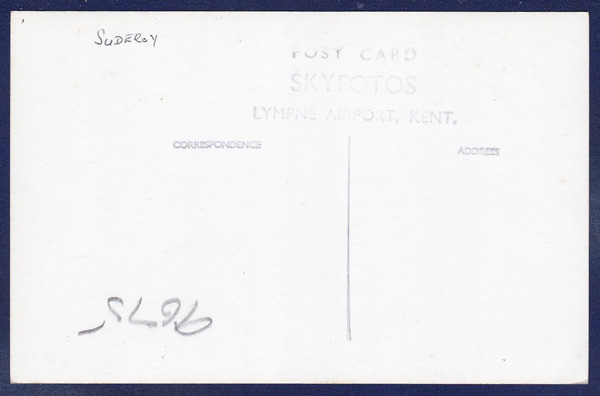 SUDEROY
POST CARD
SKYFOTOS
LYMPNE AIRPORT, KENT.
CORRESPONDENCE
ADDRESS